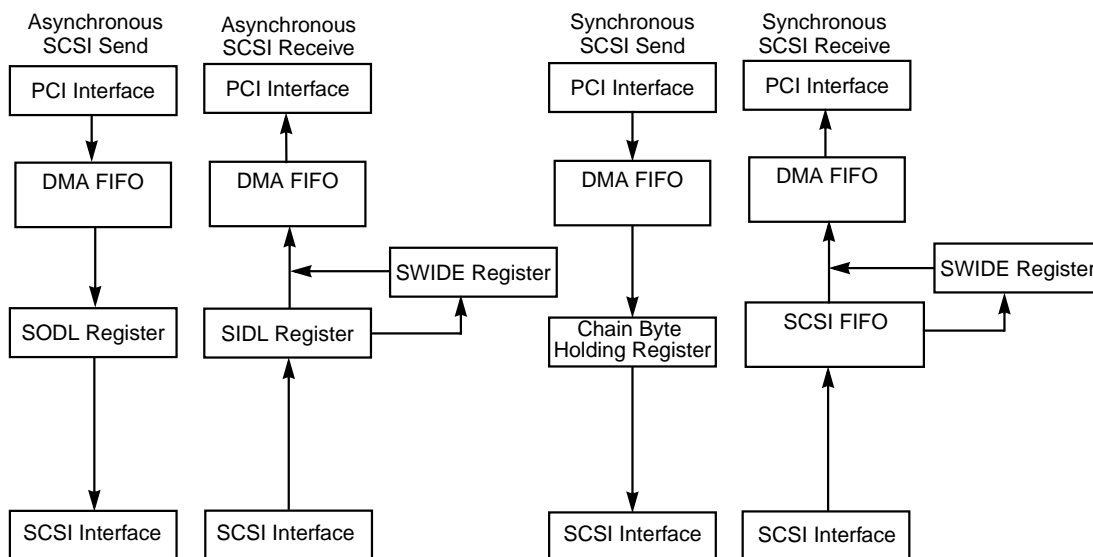 Asynchronous
SCSI Send
PCI Interface
DMA FIFO
SODL Register
SCSI Interface
Asynchronous
SCSI Receive
PCI Interface
DMA FIFO
SWIDE Register
SIDL Register
SCSI Interface
Synchronous
SCSI Send
PCI Interface
DMA FIFO
Chain Byte
Holding Register
SCSI Interface
Synchronous
SCSI Receive
PCI Interface
DMA FIFO
SWIDE Register
SCSI FIFO
SCSI Interface